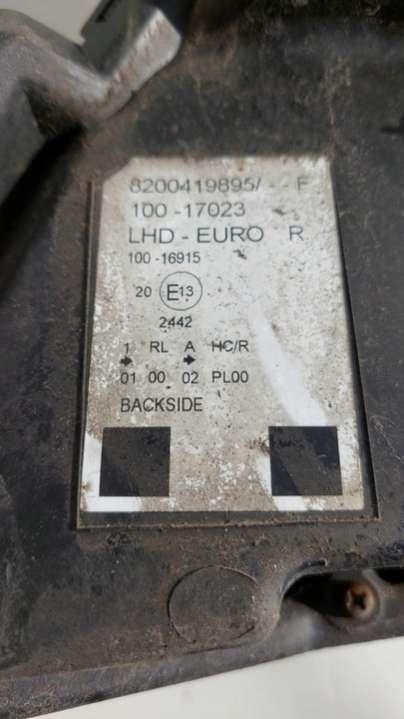 8200419895/ - - F
100 -17023
LHD - EURO R
100 -16915
20 E13
2442
1 RL A HC/R
01 00 02 PL00
BACKSIDE